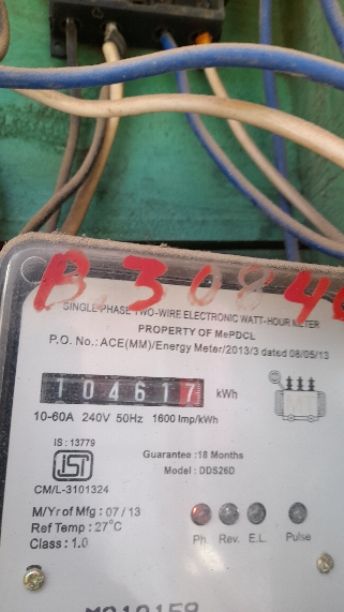 B.3084
SINGLE-PHASE TWO-WIRE ELECTRONIC WATT-HOUR METER
PROPERTY OF MePDCL
P.O. No.: ACE(MM)/Energy Meter/2013/3 dated 08/05/13
104617 kWh
10-60A 240V 50Hz 1600 Imp/kWh
IS : 13779
Guarantee :18 Months
Model : DDS26D
CM/L-3101324
M/Yr of Mfg : 07 / 13
Ref Temp : 27°C
Class : 1.0
Ph Rev. E.L. Pulse